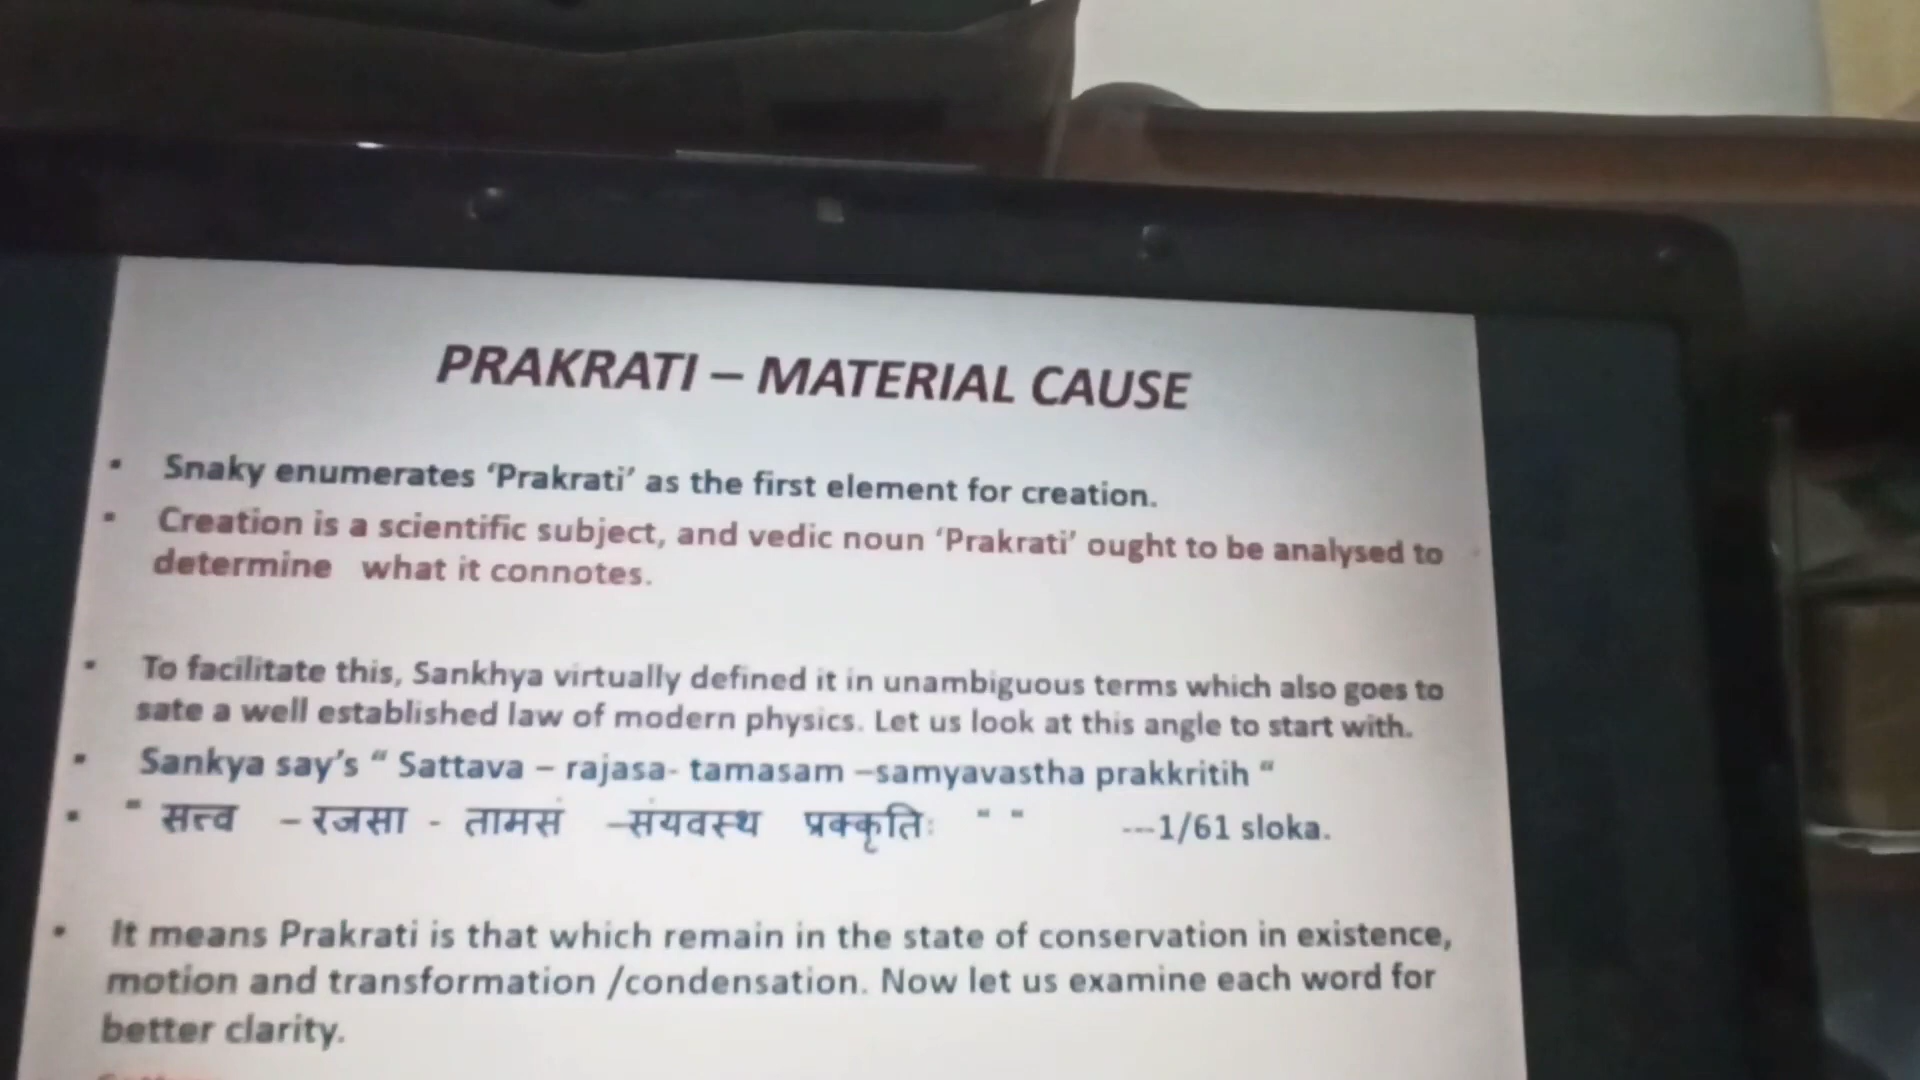 PRAKRATI – MATERIAL CAUSE
▪ Snaky enumerates ‘Prakrati’ as the first element for creation.
▪ Creation is a scientific subject, and vedic noun ‘Prakrati’ ought to be analysed to
determine what it connotes.
▪ To facilitate this, Sankhya virtually defined it in unambiguous terms which also goes to
sate a well established law of modern physics. Let us look at this angle to start with.
▪ Sankya say’s “ Sattava – rajasa- tamasam –samyavastha prakkritih “
▪ “ सत्त्व – रजसा - तामसं –संयवस्थ प्रक्कृतिः “ “ ---1/61 sloka.
▪ It means Prakrati is that which remain in the state of conservation in existence,
motion and transformation /condensation. Now let us examine each word for
better clarity.